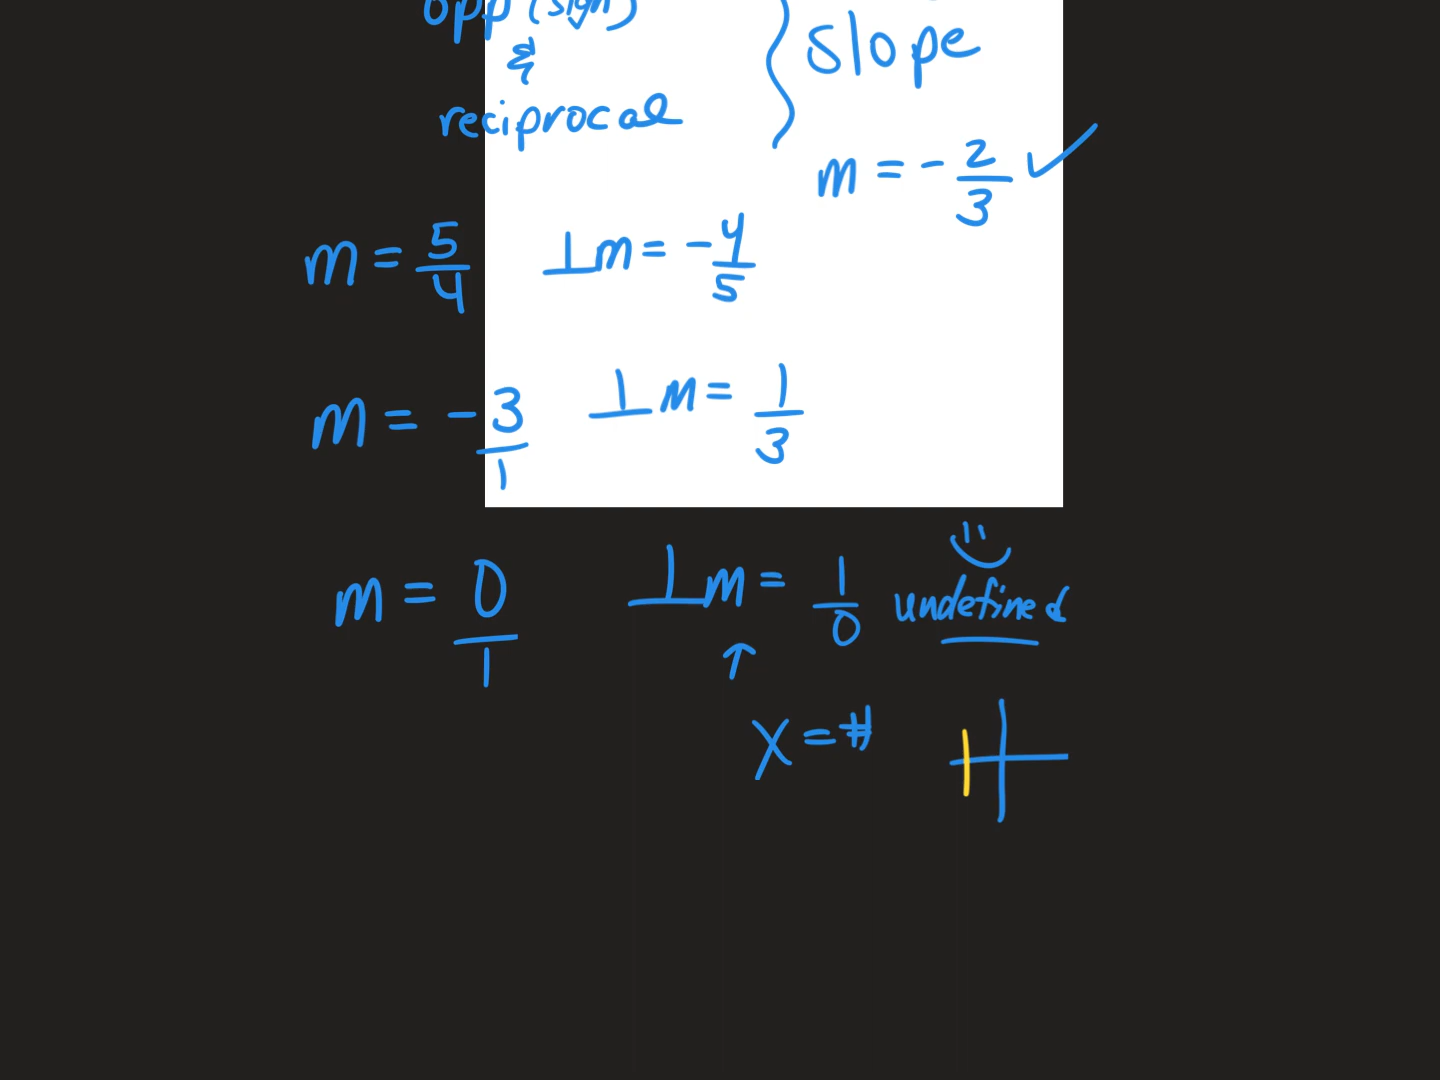 opp (sign)
&
reciprocal
slope
m = - 2/3 ✓
m = 5/4 ⊥m = - 4/5
m = - 3/1 ⊥m = 1/3
m = 0/1 ⊥m = 1/0 undefined
↑
x = #